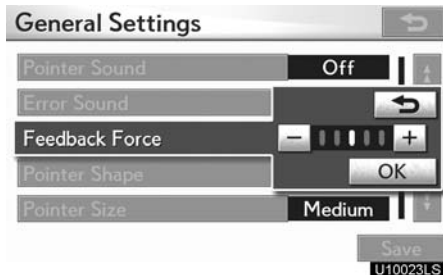 General Settings
Pointer Sound Off
Error Sound
Feedback Force - +
Pointer Shape OK
Pointer Size Medium
Save
U10023LS